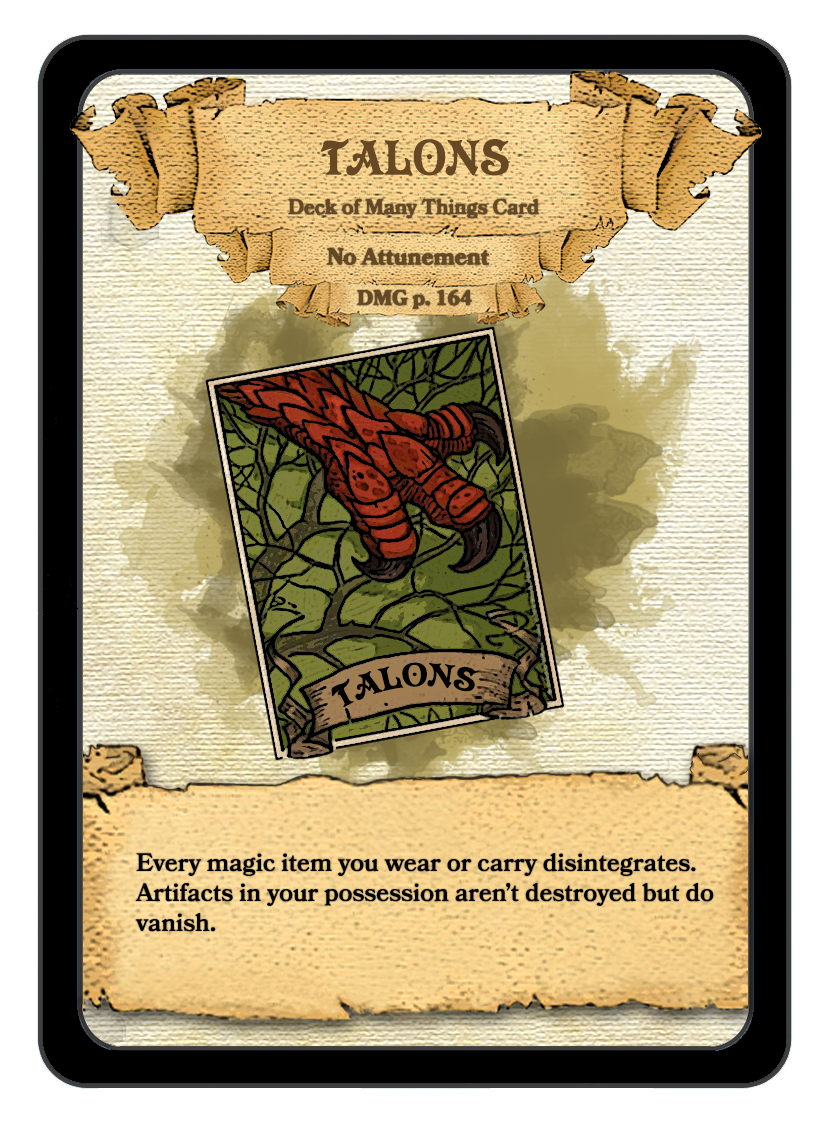 TALONS
Deck of Many Things Card
No Attunement
DMG p. 164
TALONS
Every magic item you wear or carry disintegrates.
Artifacts in your possession aren't destroyed but do
vanish.